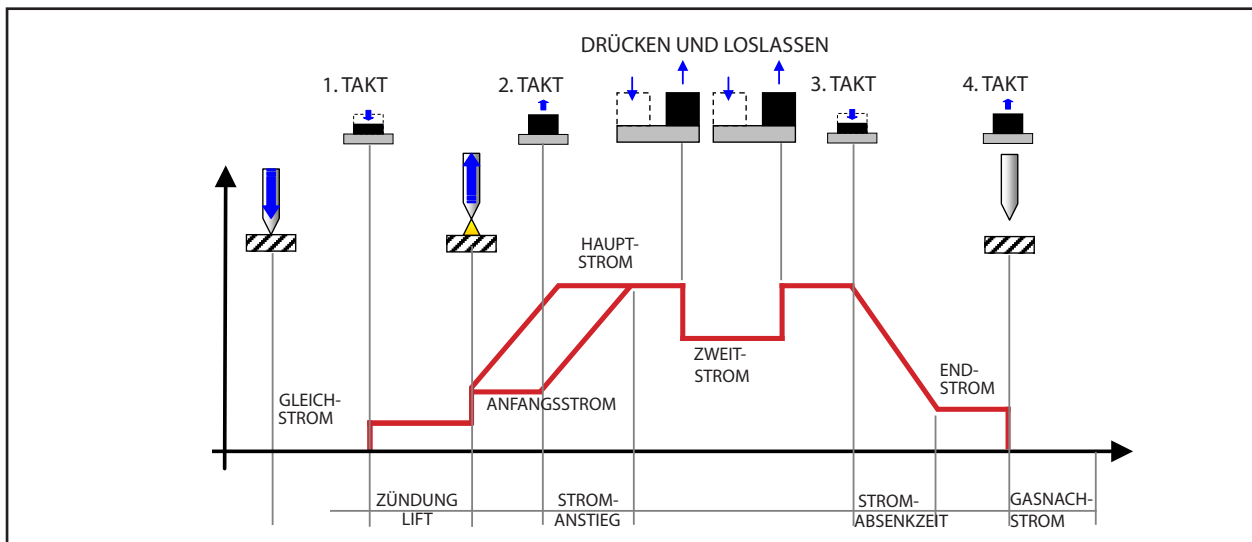 DRÜCKEN UND LOSLASSEN
1. TAKT
2. TAKT
3. TAKT
4. TAKT
HAUPT-
STROM
ZWEIT-
STROM
END-
STROM
GLEICH-
STROM
ANFANGSSTROM
ZÜNDUNG
LIFT
STROM-
ANSTIEG
STROM-
ABSENKZEIT
GASNACH-
STROM